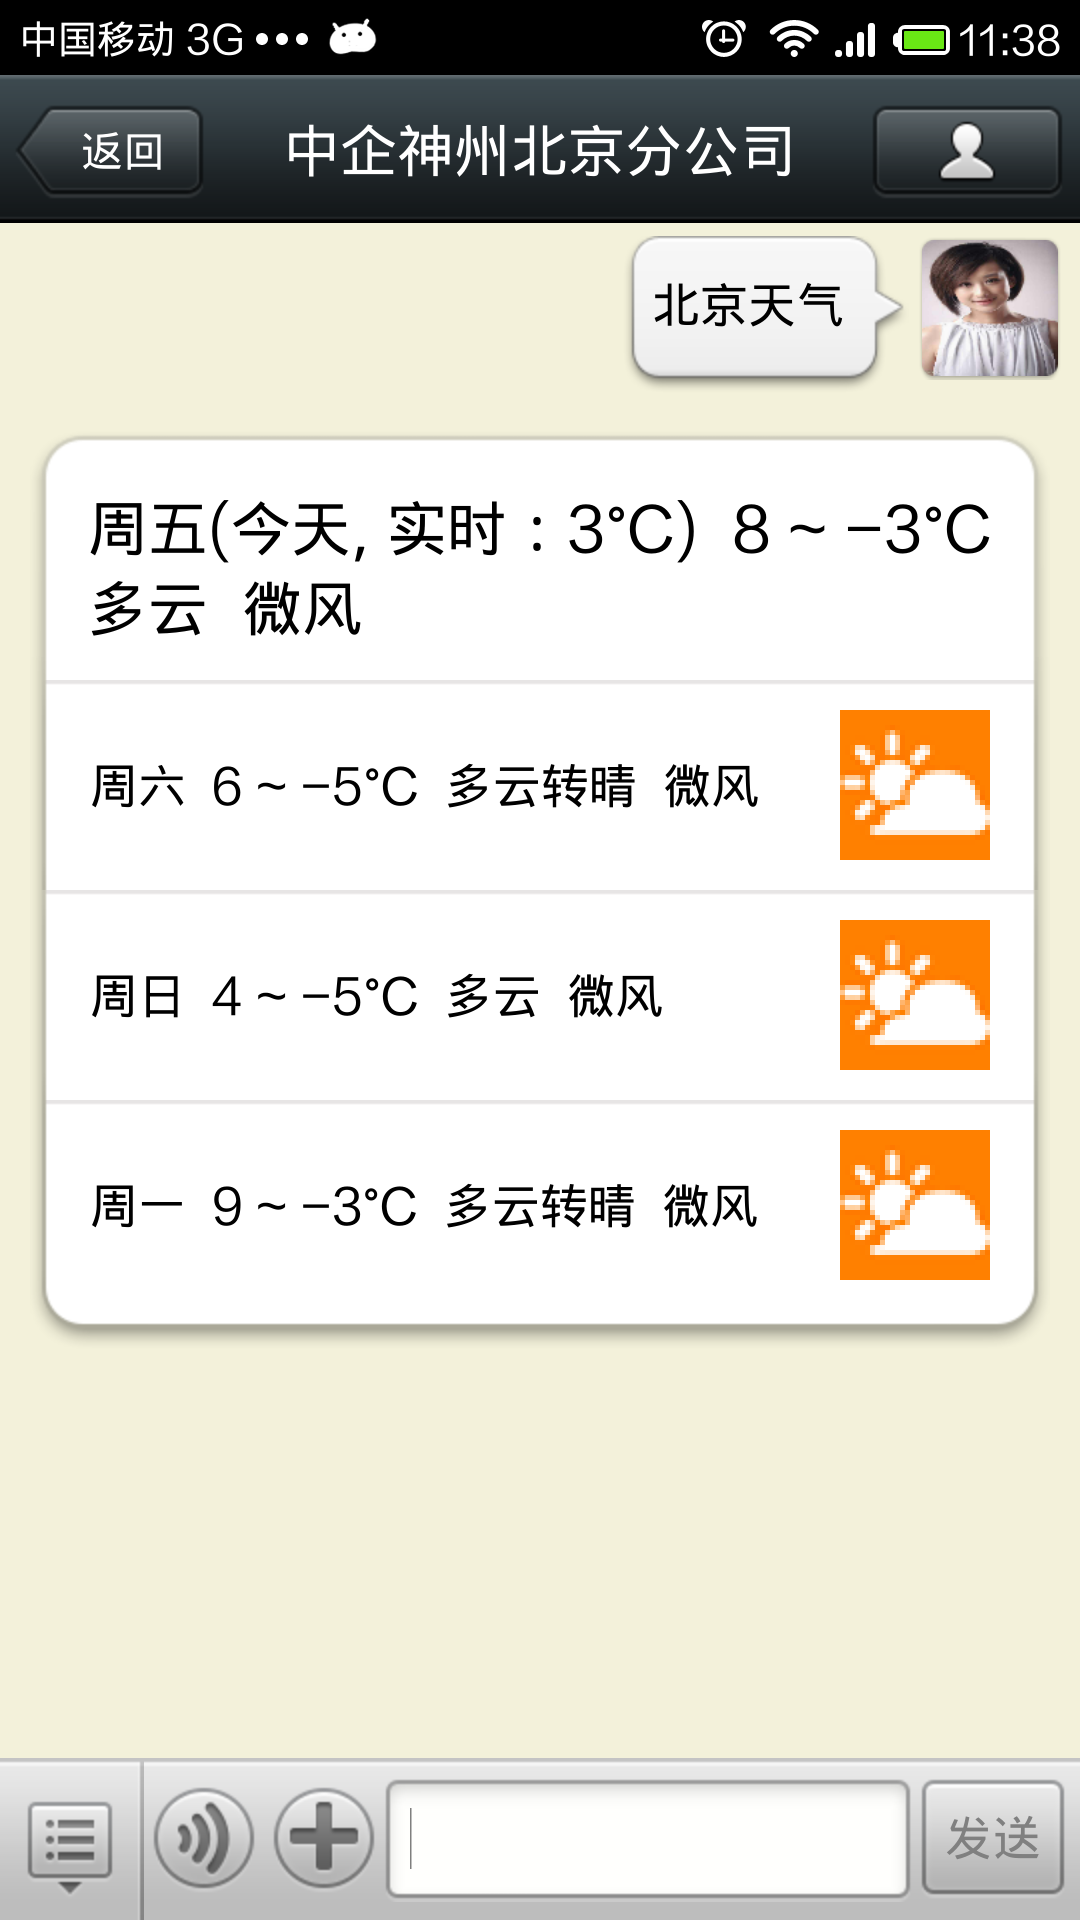 中国移动 3G••• 11:38
返回 中企神州北京分公司
北京天气
周五(今天, 实时：3℃) 8 ~ -3℃
多云 微风
周六 6 ~ -5℃ 多云转晴 微风
周日 4 ~ -5℃ 多云 微风
周一 9 ~ -3℃ 多云转晴 微风
发送